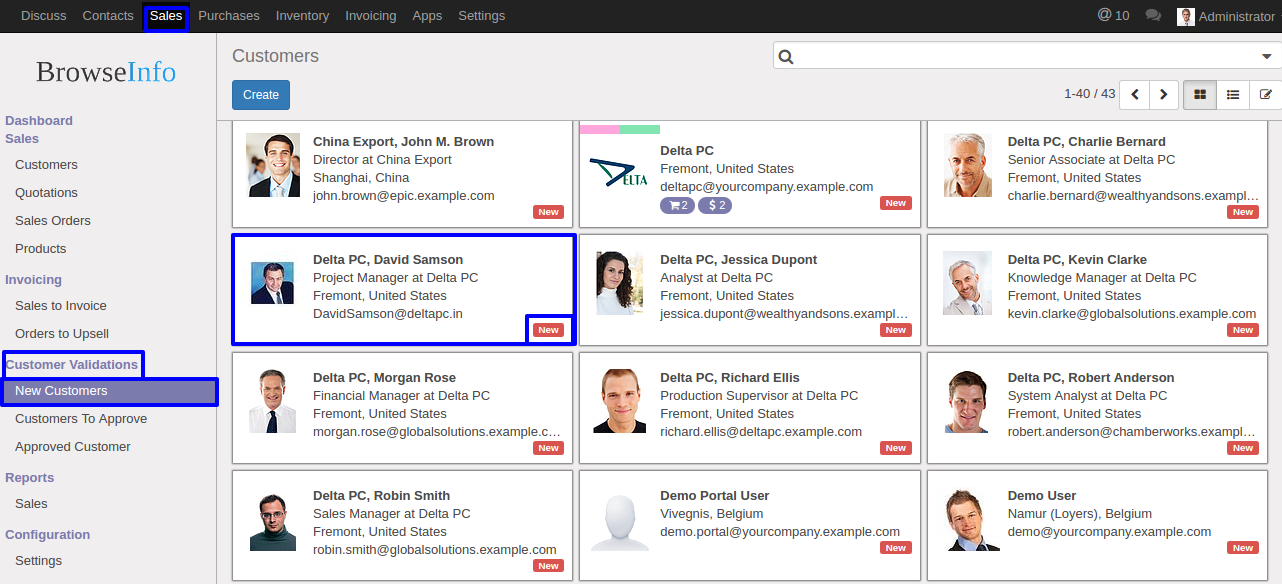 Discuss Contacts Sales Purchases Inventory Invoicing Apps Settings @ 10 Administrator
BrowseInfo
Dashboard
Sales
Customers
Quotations
Sales Orders
Products
Invoicing
Sales to Invoice
Orders to Upsell
Customer Validations
New Customers
Customers To Approve
Approved Customer
Reports
Sales
Configuration
Settings
Customers
Create
1-40 / 43
China Export, John M. Brown
Director at China Export
Shanghai, China
john.brown@epic.example.com
New
DELTA
Delta PC
Fremont, United States
deltapc@yourcompany.example.com
2 $ 2
New
Delta PC, Charlie Bernard
Senior Associate at Delta PC
Fremont, United States
charlie.bernard@wealthyandsons.exampl...
New
Delta PC, David Samson
Project Manager at Delta PC
Fremont, United States
DavidSamson@deltapc.in
New
Delta PC, Jessica Dupont
Analyst at Delta PC
Fremont, United States
jessica.dupont@wealthyandsons.exampl...
New
Delta PC, Kevin Clarke
Knowledge Manager at Delta PC
Fremont, United States
kevin.clarke@globalsolutions.example.com
New
Delta PC, Morgan Rose
Financial Manager at Delta PC
Fremont, United States
morgan.rose@globalsolutions.example.c...
New
Delta PC, Richard Ellis
Production Supervisor at Delta PC
Fremont, United States
richard.ellis@deltapc.example.com
New
Delta PC, Robert Anderson
System Analyst at Delta PC
Fremont, United States
robert.anderson@chamberworks.exampl...
New
Delta PC, Robin Smith
Sales Manager at Delta PC
Fremont, United States
robin.smith@globalsolutions.example.com
New
Demo Portal User
Vivegnis, Belgium
demo.portal@yourcompany.example.com
New
Demo User
Namur (Loyers), Belgium
demo@yourcompany.example.com
New